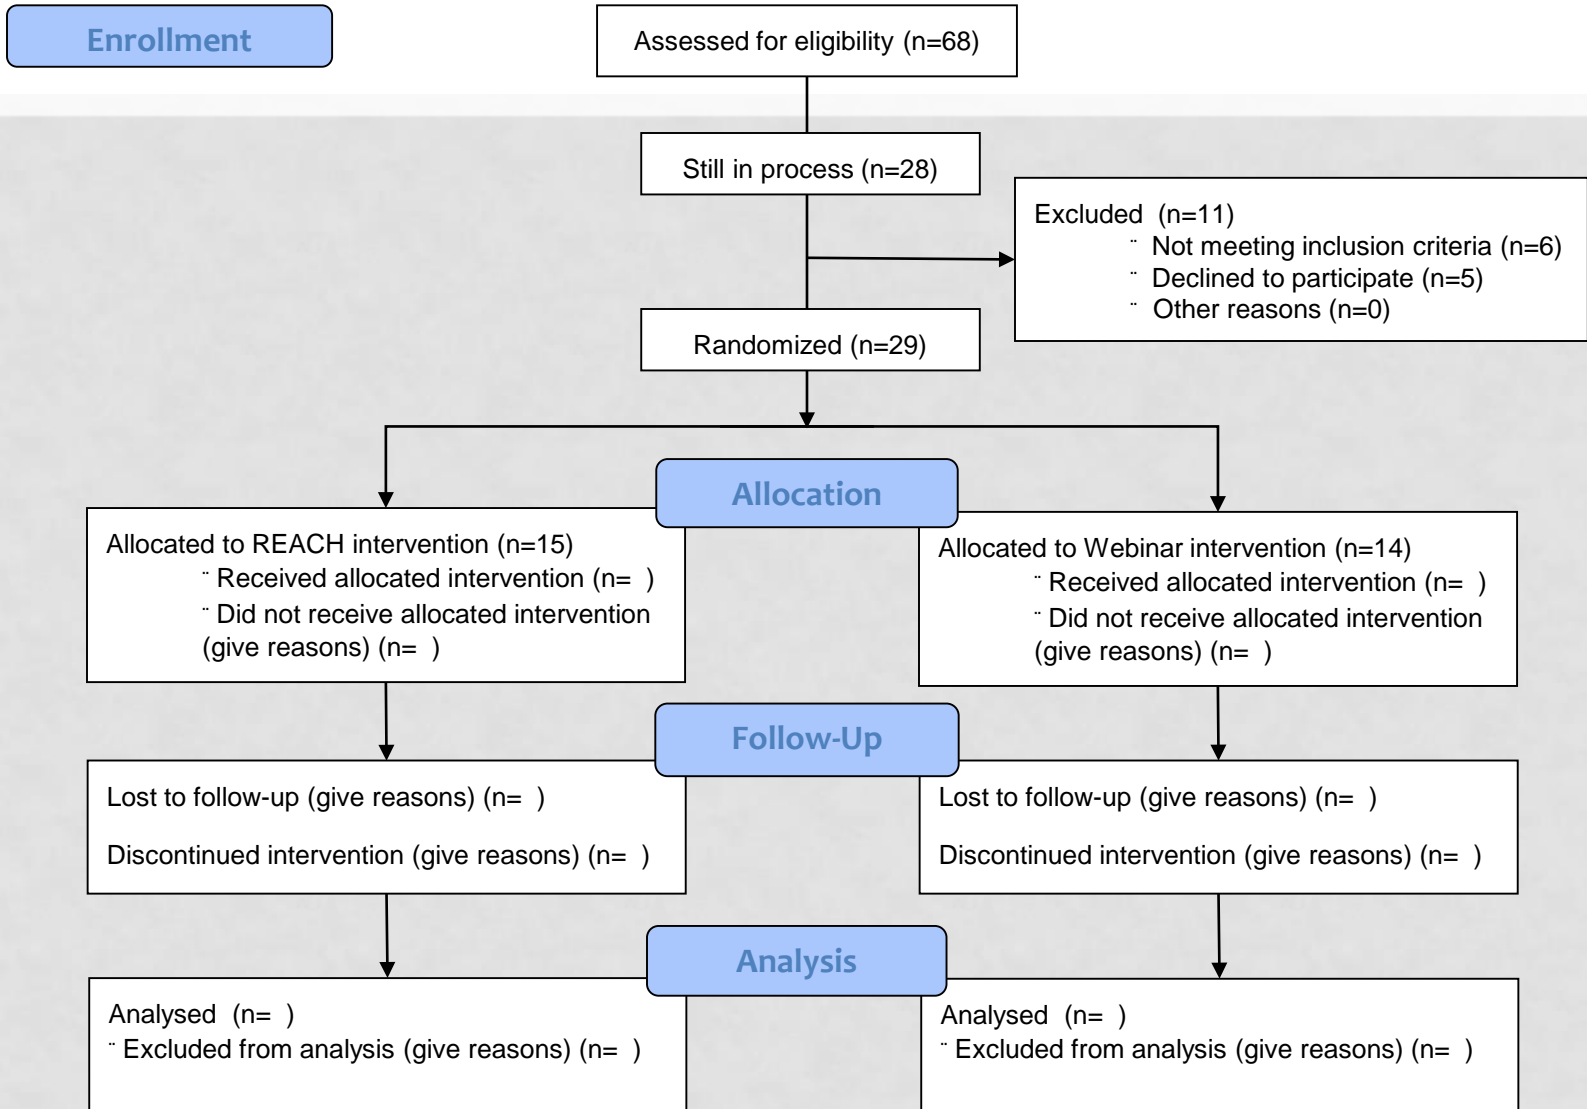 Enrollment
Assessed for eligibility (n=68)
Still in process (n=28)
Excluded (n=11)
¨ Not meeting inclusion criteria (n=6)
¨ Declined to participate (n=5)
¨ Other reasons (n=0)
Randomized (n=29)
Allocation
Allocated to REACH intervention (n=15)
¨ Received allocated intervention (n= )
¨ Did not receive allocated intervention
(give reasons) (n= )
Allocated to Webinar intervention (n=14)
¨ Received allocated intervention (n= )
¨ Did not receive allocated intervention
(give reasons) (n= )
Follow-Up
Lost to follow-up (give reasons) (n= )
Discontinued intervention (give reasons) (n= )
Lost to follow-up (give reasons) (n= )
Discontinued intervention (give reasons) (n= )
Analysis
Analysed (n= )
¨ Excluded from analysis (give reasons) (n= )
Analysed (n= )
¨ Excluded from analysis (give reasons) (n= )